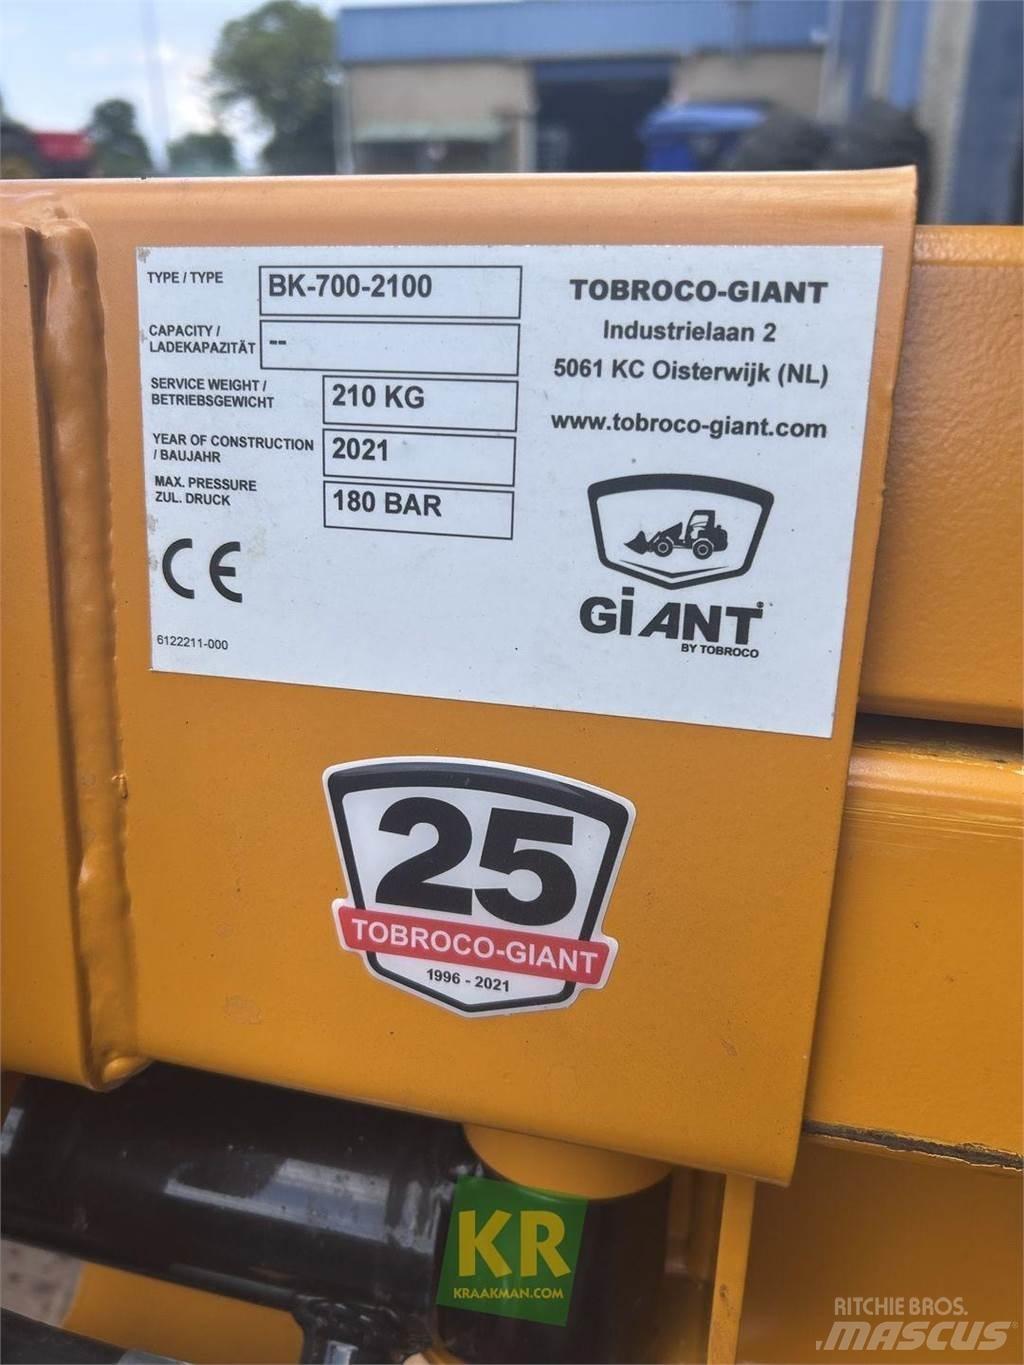 TYPE / TYPE
BK-700-2100
CAPACITY /
LADEKAPAZITÄT
--
SERVICE WEIGHT /
BETRIEBSGEWICHT
210 KG
YEAR OF CONSTRUCTION
/ BAUJAHR
2021
MAX. PRESSURE
ZUL. DRUCK
180 BAR
CE
6122211-000
TOBROCO-GIANT
Industrielaan 2
5061 KC Oisterwijk (NL)
www.tobroco-giant.com
GiANT
BY TOBROCO
25
TOBROCO-GIANT
1996 - 2021
KR
KRAAKMAN.COM
RITCHIE BROS.
MASCUS